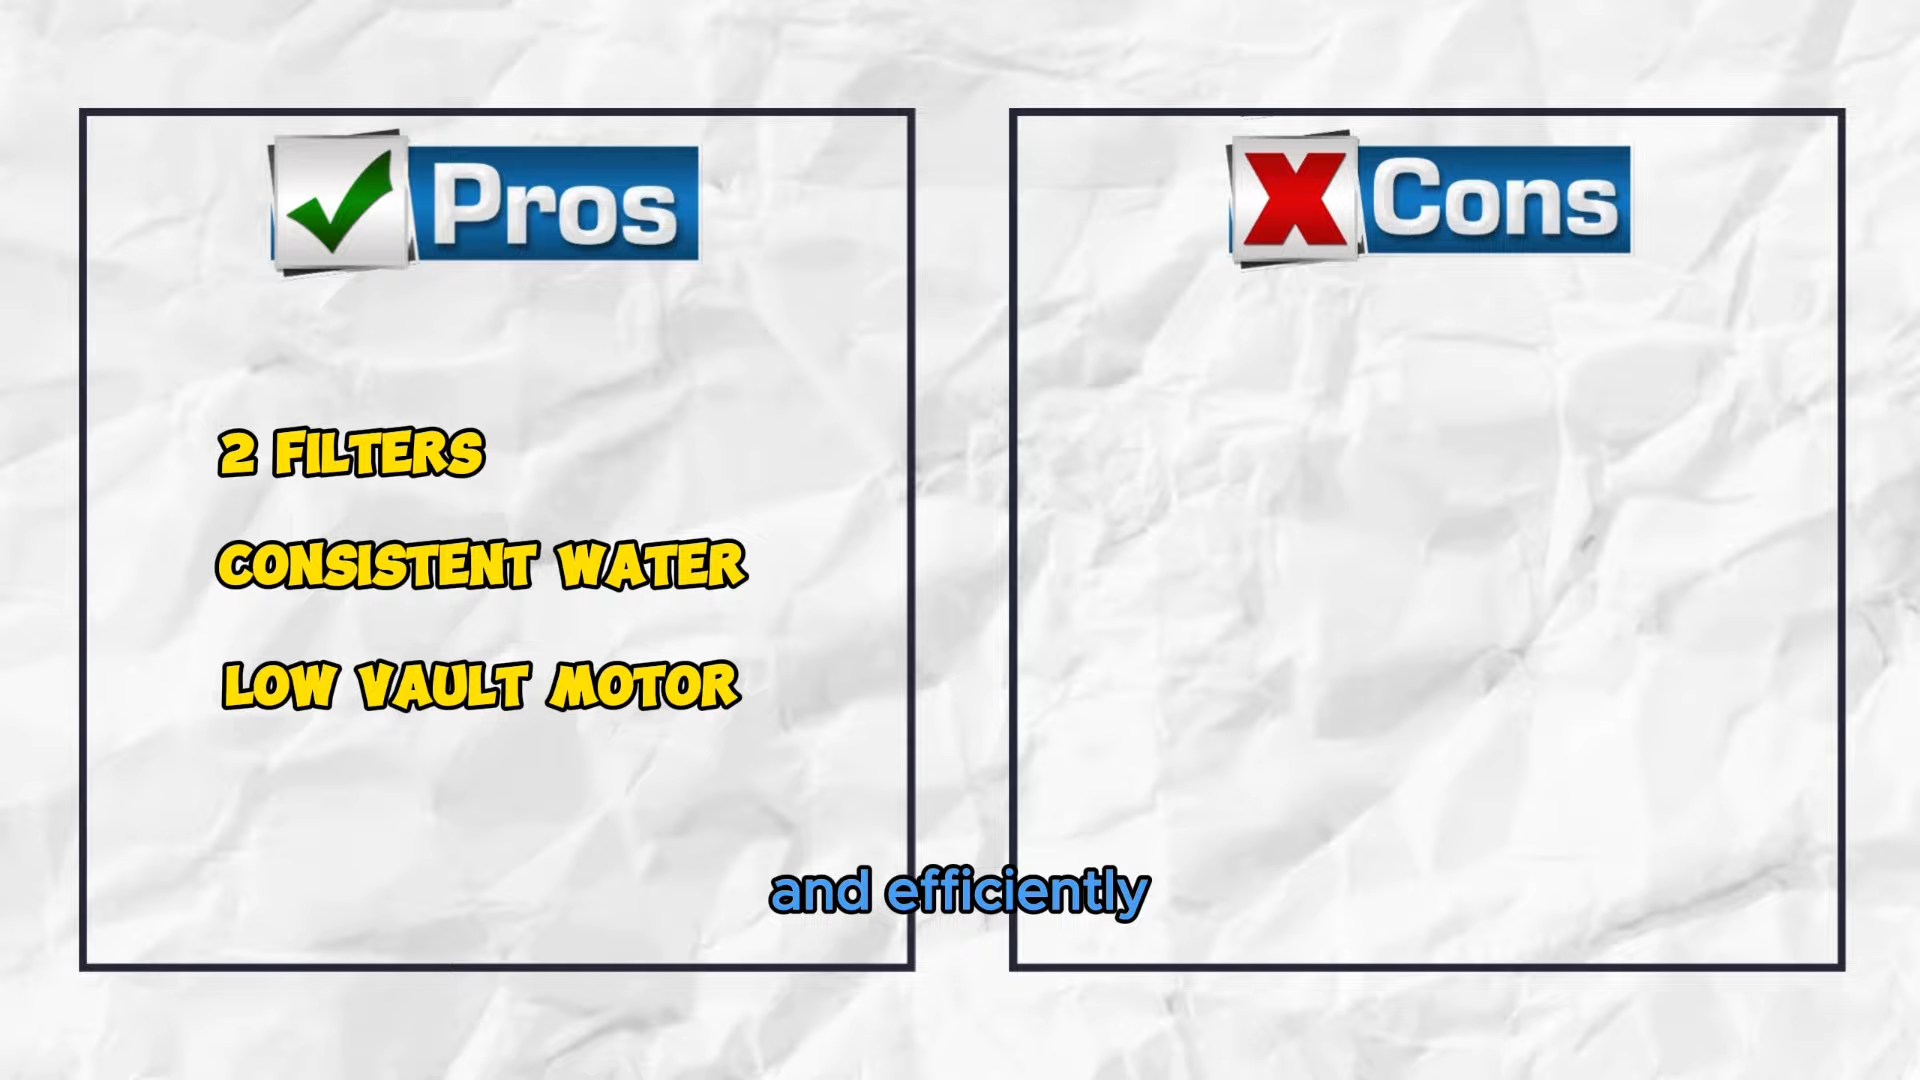 Pros
X Cons
2 FILTERS
CONSISTENT WATER
LOW VAULT MOTOR
and efficiently